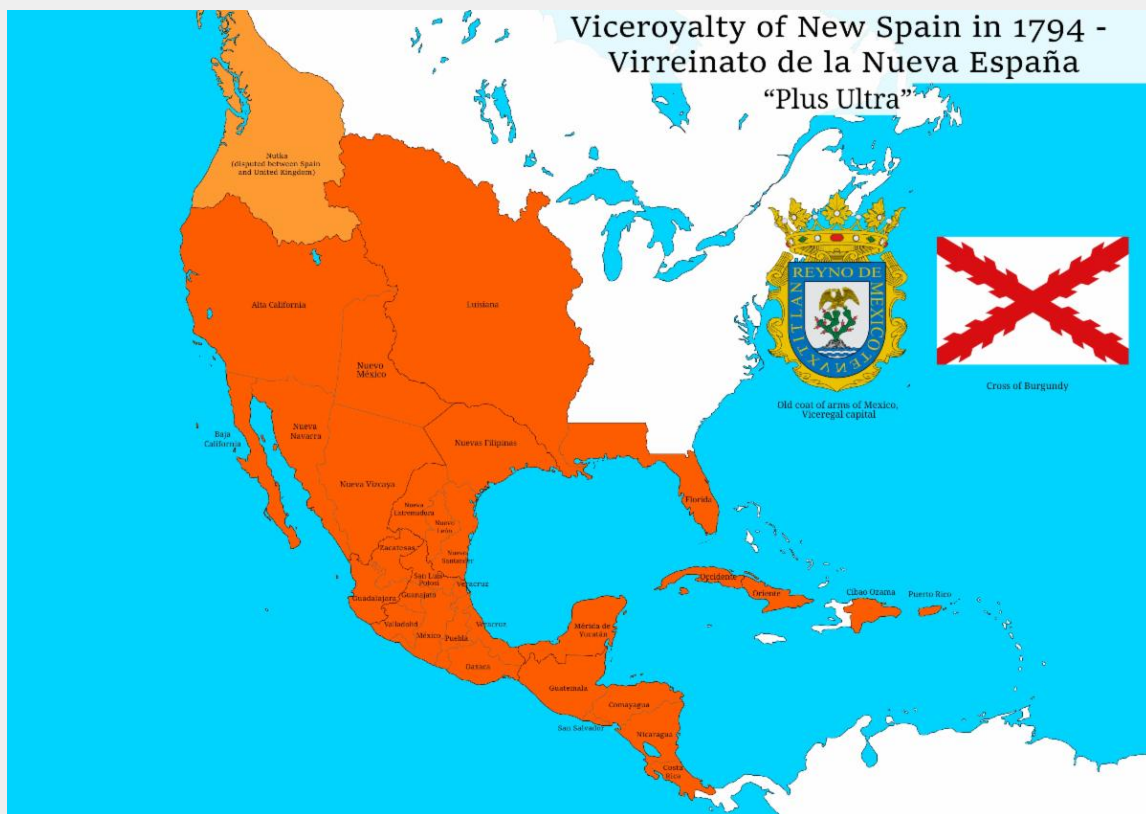 Viceroyalty of New Spain in 1794 -
Virreinato de la Nueva España
“Plus Ultra”
Nutka
(disputed between Spain
and United Kingdom)
REYNO DE MEXICOTENVXTITLAN
Alta California
Luisiana
Nuevo
México
Cross of Burgundy
Old coat of arms of Mexico,
Viceregal capital
Nueva
Navarra
Baja
California
Nuevas Filipinas
Nueva Vizcaya
Florida
Nueva
Extremadura
Nuevo
León
Zacatecas
Nuevo
Santander
San Luis
Potosí
Veracruz
Occidente
Oriente
Cibao Ozama
Puerto Rico
Guadalajara
Guanajato
Valladolid
México
Puebla
Veracruz
Mérida de
Yucatán
Oaxaca
Guatemala
Comayagua
San Salvador
Nicaragua
Costa
Rica